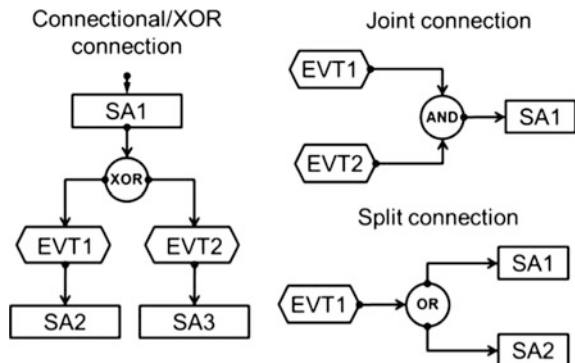 Connectional/XOR
connection
SA1
XOR
EVT1 EVT2
SA2 SA3
Joint connection
EVT1
AND
SA1
EVT2
Split connection
SA1
EVT1
OR
SA2